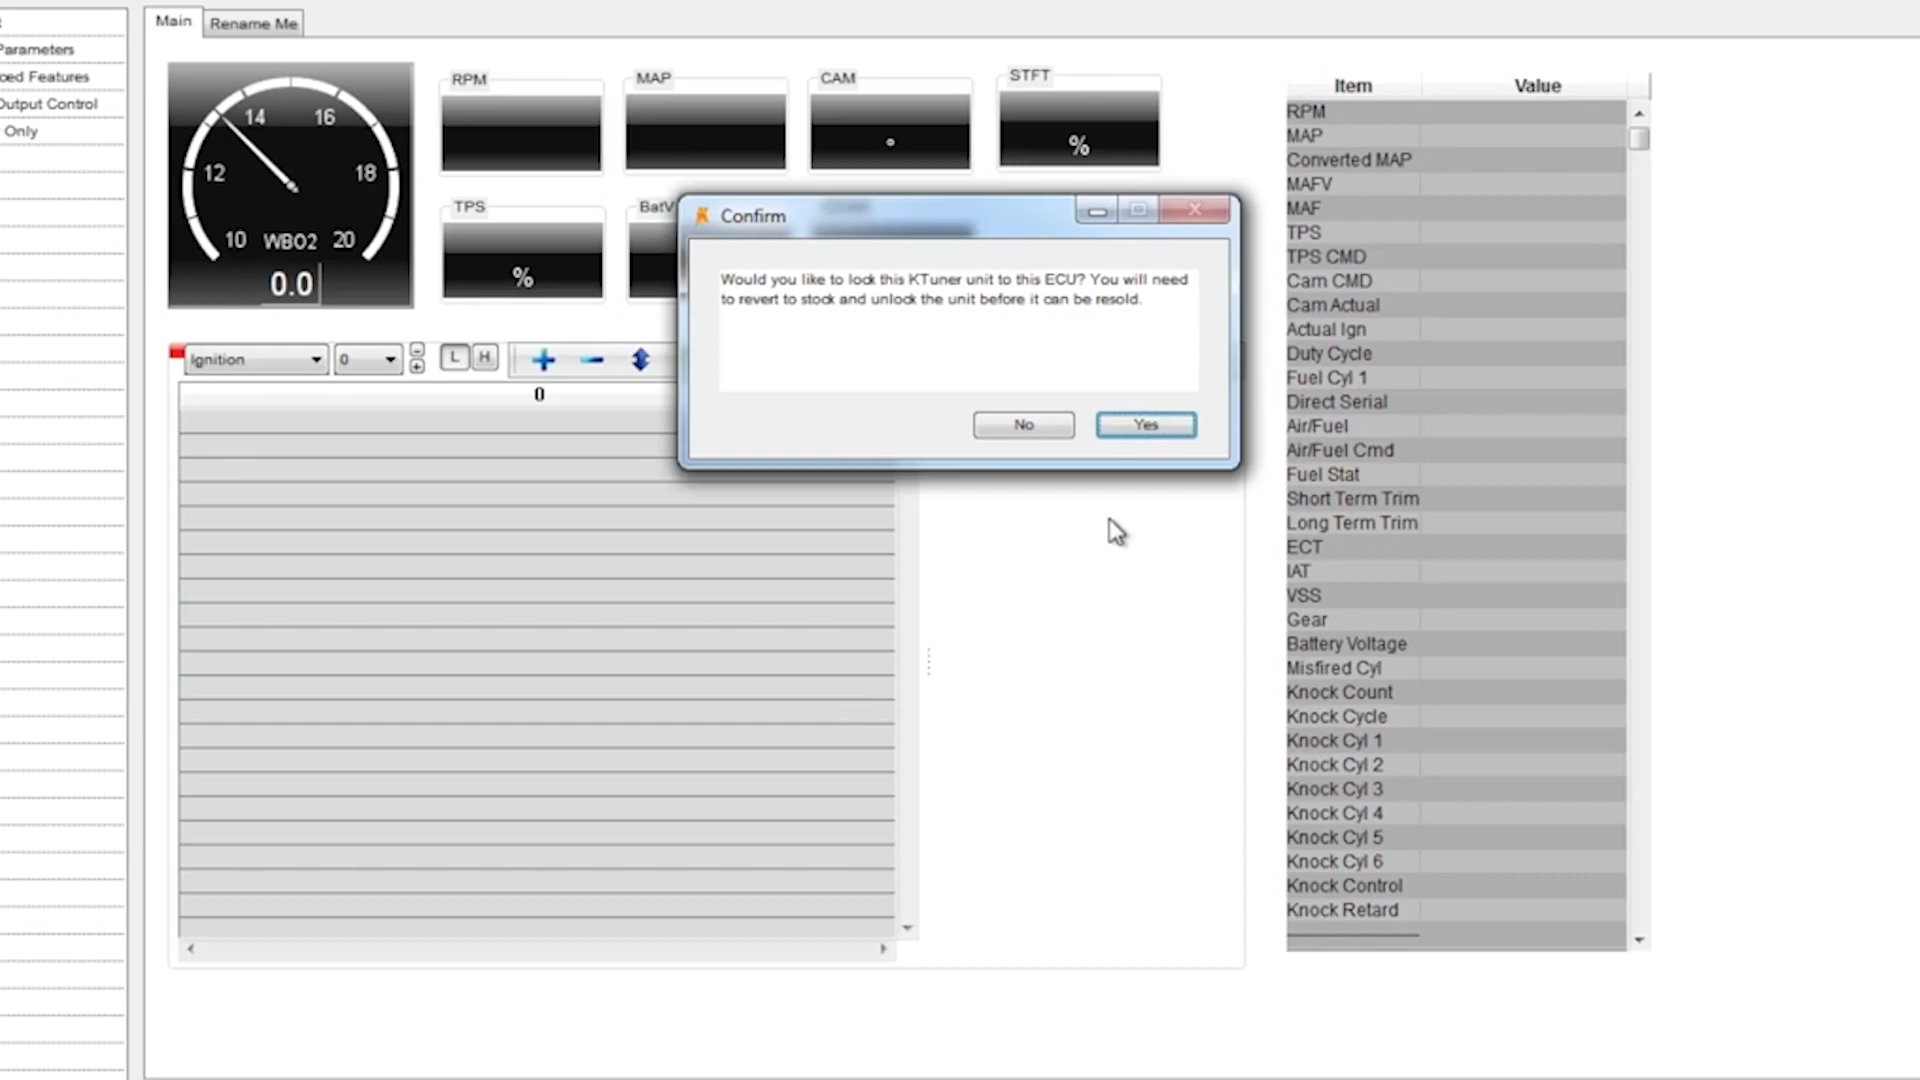 Main
Rename Me
Parameters
ced Features
Output Control
Only
14
16
12
18
10
WBO2
20
0.0
RPM
MAP
CAM
°
STFT
%
TPS
%
BatV
Confirm
Would you like to lock this KTuner unit to this ECU? You will need
to revert to stock and unlock the unit before it can be resold.
No
Yes
Ignition
0
L
H
0
Item
Value
RPM
MAP
Converted MAP
MAFV
MAF
TPS
TPS CMD
Cam CMD
Cam Actual
Actual Ign
Duty Cycle
Fuel Cyl 1
Direct Serial
Air/Fuel
Air/Fuel Cmd
Fuel Stat
Short Term Trim
Long Term Trim
ECT
IAT
VSS
Gear
Battery Voltage
Misfired Cyl
Knock Count
Knock Cycle
Knock Cyl 1
Knock Cyl 2
Knock Cyl 3
Knock Cyl 4
Knock Cyl 5
Knock Cyl 6
Knock Control
Knock Retard